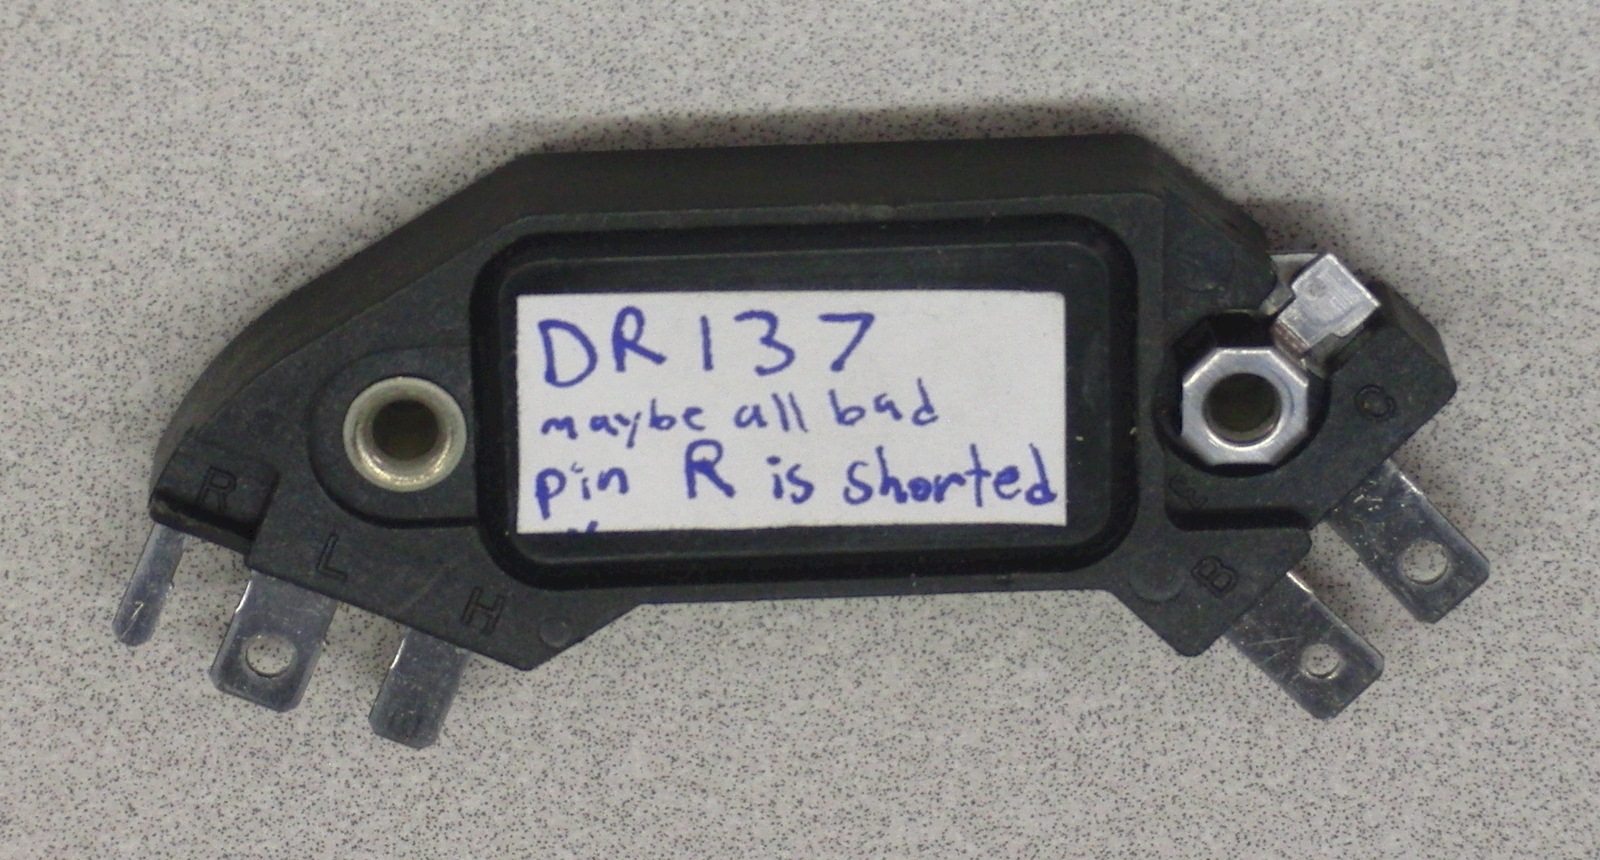 DR137
maybe all bad
pin R is shorted
R
L
H
B
C